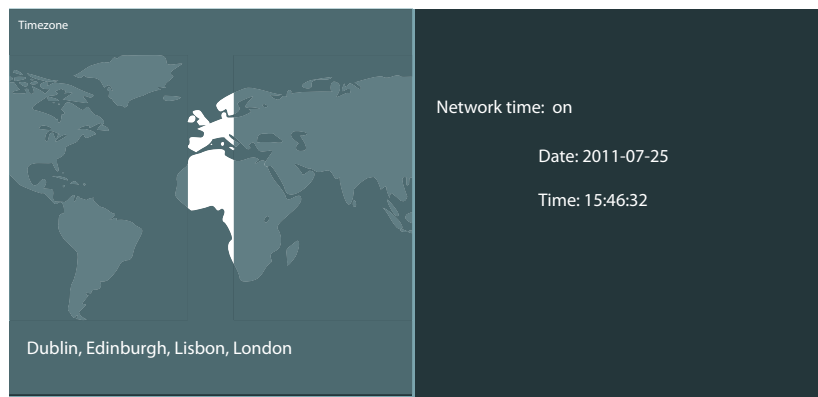 Timezone
Dublin, Edinburgh, Lisbon, London
Network time: on
Date: 2011-07-25
Time: 15:46:32